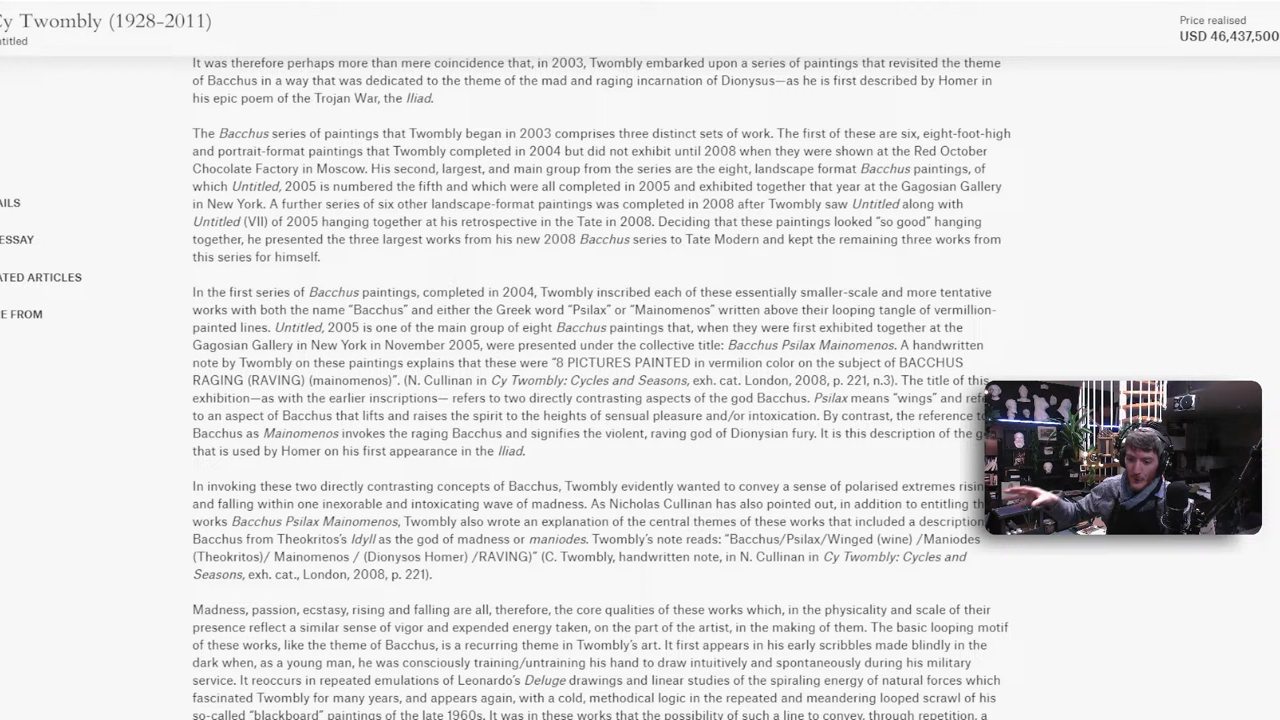 Cy Twombly (1928–2011)
ntitled
Price realised
USD 46,437,500
AILS
ESSAY
ATED ARTICLES
E FROM
It was therefore perhaps more than mere coincidence that, in 2003, Twombly embarked upon a series of paintings that revisited the theme
of Bacchus in a way that was dedicated to the theme of the mad and raging incarnation of Dionysus—as he is first described by Homer in
his epic poem of the Trojan War, the Iliad.
The Bacchus series of paintings that Twombly began in 2003 comprises three distinct sets of work. The first of these are six, eight-foot-high
and portrait-format paintings that Twombly completed in 2004 but did not exhibit until 2008 when they were shown at the Red October
Chocolate Factory in Moscow. His second, largest, and main group from the series are the eight, landscape format Bacchus paintings, of
which Untitled, 2005 is numbered the fifth and which were all completed in 2005 and exhibited together that year at the Gagosian Gallery
in New York. A further series of six other landscape-format paintings was completed in 2008 after Twombly saw Untitled along with
Untitled (VII) of 2005 hanging together at his retrospective in the Tate in 2008. Deciding that these paintings looked “so good” hanging
together, he presented the three largest works from his new 2008 Bacchus series to Tate Modern and kept the remaining three works from
this series for himself.
In the first series of Bacchus paintings, completed in 2004, Twombly inscribed each of these essentially smaller-scale and more tentative
works with both the name “Bacchus” and either the Greek word “Psilax” or “Mainomenos” written above their looping tangle of vermillion-
painted lines. Untitled, 2005 is one of the main group of eight Bacchus paintings that, when they were first exhibited together at the
Gagosian Gallery in New York in November 2005, were presented under the collective title: Bacchus Psilax Mainomenos. A handwritten
note by Twombly on these paintings explains that these were “8 PICTURES PAINTED in vermilion color on the subject of BACCHUS
RAGING (RAVING) (mainomenos)”. (N. Cullinan in Cy Twombly: Cycles and Seasons, exh. cat. London, 2008, p. 221, n.3). The title of this
exhibition—as with the earlier inscriptions— refers to two directly contrasting aspects of the god Bacchus. Psilax means “wings” and refe
to an aspect of Bacchus that lifts and raises the spirit to the heights of sensual pleasure and/or intoxication. By contrast, the reference to
Bacchus as Mainomenos invokes the raging Bacchus and signifies the violent, raving god of Dionysian fury. It is this description of the g
that is used by Homer on his first appearance in the Iliad.
In invoking these two directly contrasting concepts of Bacchus, Twombly evidently wanted to convey a sense of polarised extremes risin
and falling within one inexorable and intoxicating wave of madness. As Nicholas Cullinan has also pointed out, in addition to entitling th
works Bacchus Psilax Mainomenos, Twombly also wrote an explanation of the central themes of these works that included a description
Bacchus from Theokritos’s Idyll as the god of madness or maniodes. Twombly’s note reads: “Bacchus/Psilax/Winged (wine) /Maniodes
(Theokritos)/ Mainomenos / (Dionysos Homer) /RAVING)” (C. Twombly, handwritten note, in N. Cullinan in Cy Twombly: Cycles and
Seasons, exh. cat., London, 2008, p. 221).
Madness, passion, ecstasy, rising and falling are all, therefore, the core qualities of these works which, in the physicality and scale of their
presence reflect a similar sense of vigor and expended energy taken, on the part of the artist, in the making of them. The basic looping motif
of these works, like the theme of Bacchus, is a recurring theme in Twombly’s art. It first appears in his early scribbles made blindly in the
dark when, as a young man, he was consciously training/untraining his hand to draw intuitively and spontaneously during his military
service. It reoccurs in repeated emulations of Leonardo’s Deluge drawings and linear studies of the spiraling energy of natural forces which
fascinated Twombly for many years, and appears again, with a cold, methodical logic in the repeated and meandering looped scrawl of his
so-called “blackboard” paintings of the late 1960s. It was in these works that the possibility of such a line to convey, through repetition, a